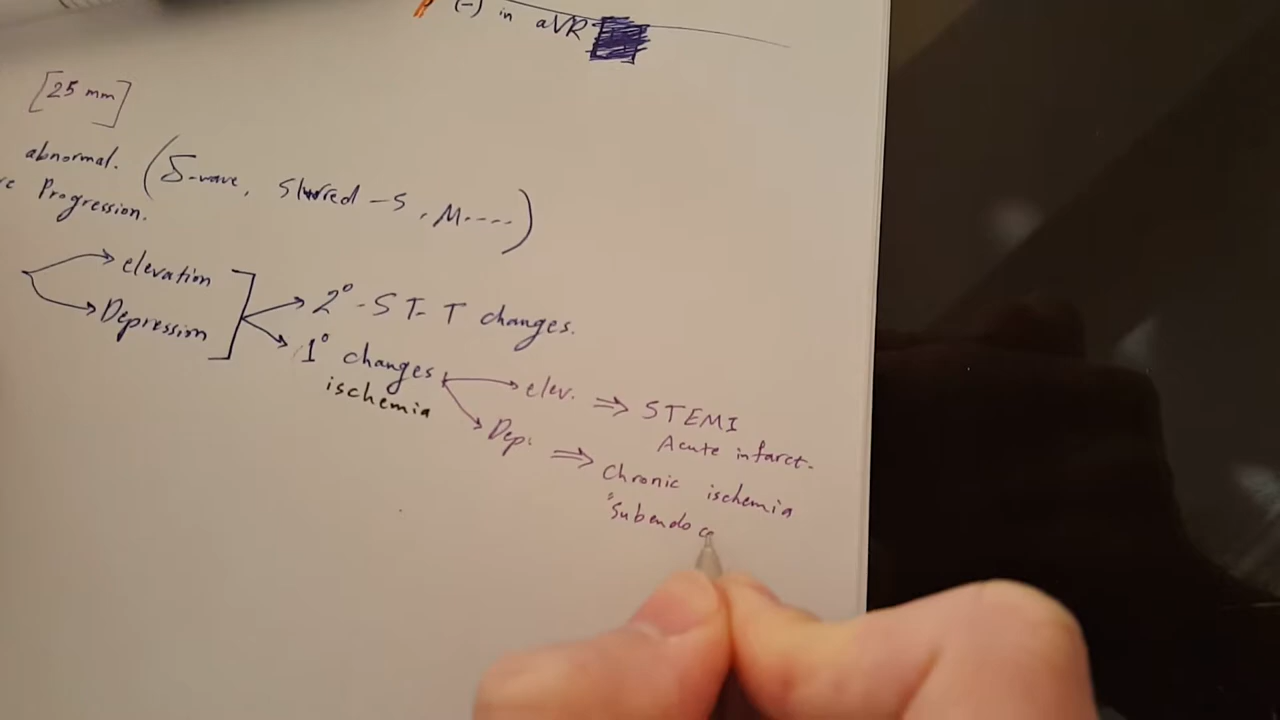 (-) in aVR
[25 mm]
abnormal. (δ-wave, Slurred -S, M----)
Progression.
elevation
Depression
2° - ST-T changes.
1° changes
ischemia
elev. ⇒ STEMI
Acute infarct.
Dep. ⇒ Chronic ischemia
"Subendoc